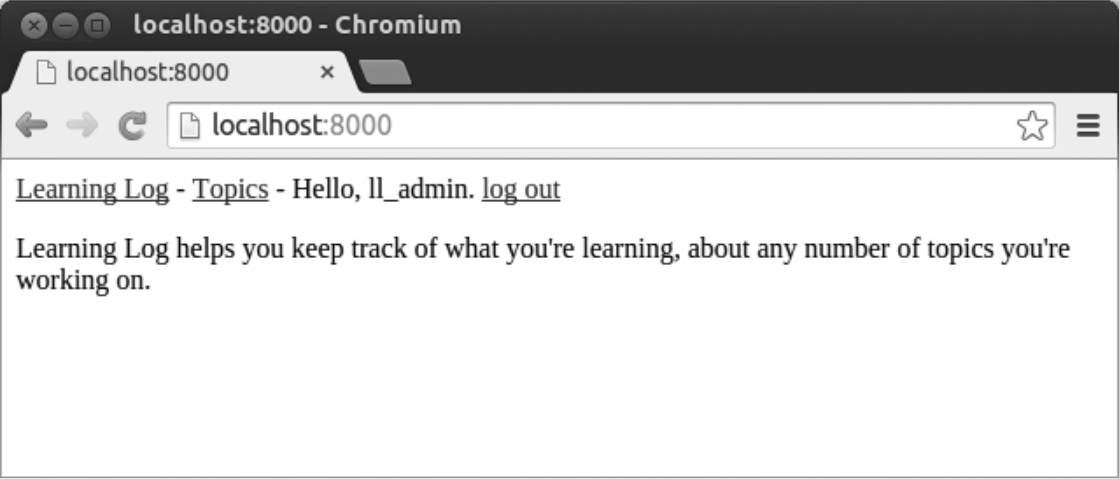 localhost:8000 - Chromium
localhost:8000
localhost:8000
Learning Log - Topics - Hello, ll_admin. log out
Learning Log helps you keep track of what you're learning, about any number of topics you're
working on.